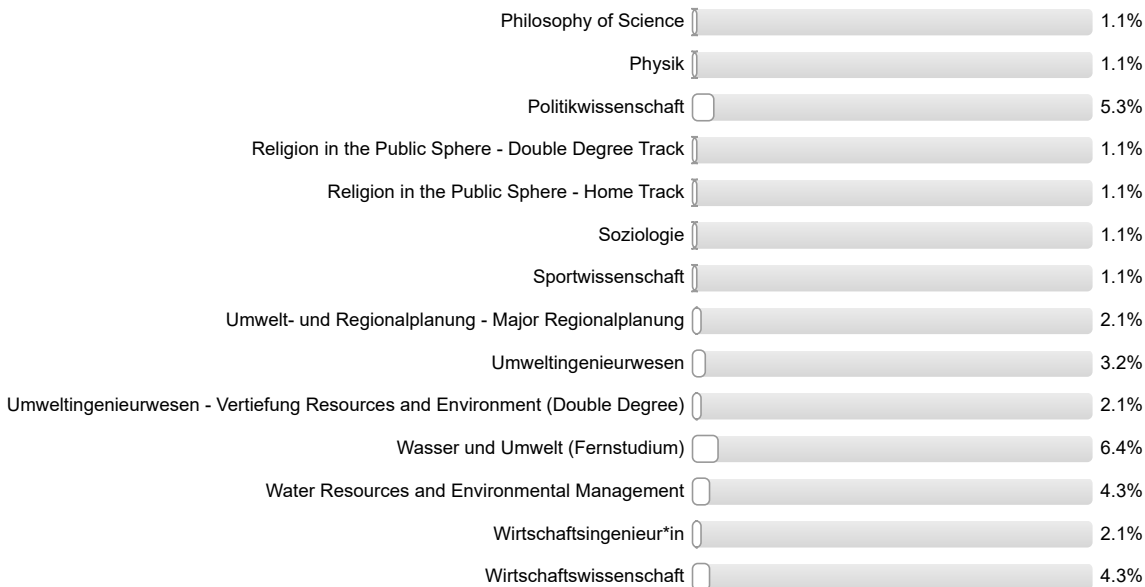 Philosophy of Science 1.1%
Physik 1.1%
Politikwissenschaft 5.3%
Religion in the Public Sphere - Double Degree Track 1.1%
Religion in the Public Sphere - Home Track 1.1%
Soziologie 1.1%
Sportwissenschaft 1.1%
Umwelt- und Regionalplanung - Major Regionalplanung 2.1%
Umweltingenieurwesen 3.2%
Umweltingenieurwesen - Vertiefung Resources and Environment (Double Degree) 2.1%
Wasser und Umwelt (Fernstudium) 6.4%
Water Resources and Environmental Management 4.3%
Wirtschaftsingenieur*in 2.1%
Wirtschaftswissenschaft 4.3%